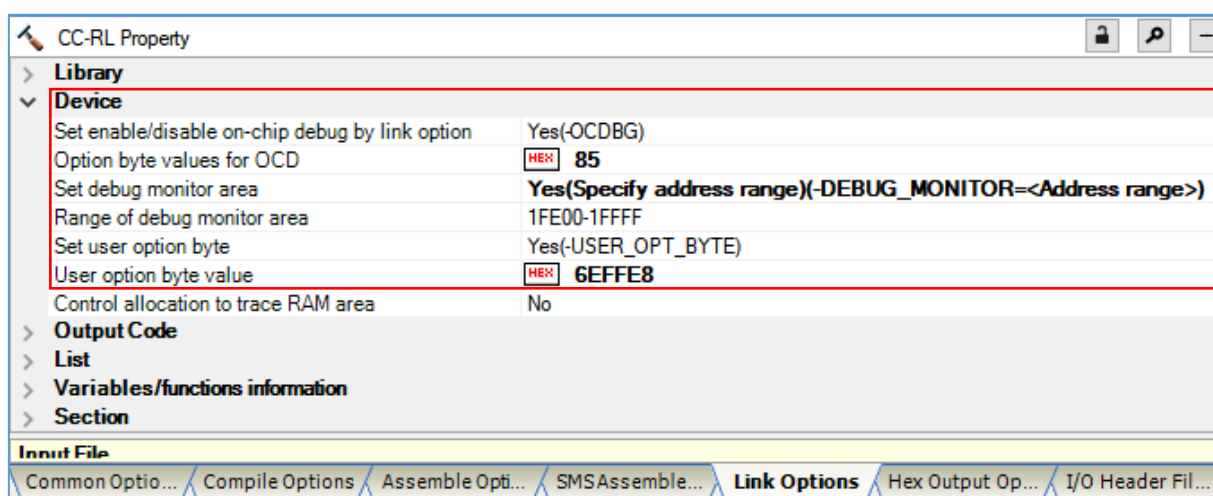 CC-RL Property
Library
Device
Set enable/disable on-chip debug by link option Yes(-OCDBG)
Option byte values for OCD HEX 85
Set debug monitor area Yes(Specify address range)(-DEBUG_MONITOR=<Address range>)
Range of debug monitor area 1FE00-1FFFF
Set user option byte Yes(-USER_OPT_BYTE)
User option byte value HEX 6EFFE8
Control allocation to trace RAM area No
Output Code
List
Variables/functions information
Section
Input File
Common Optio... Compile Options Assemble Opti... SMSAssemble... Link Options Hex Output Op... I/O Header Fil...